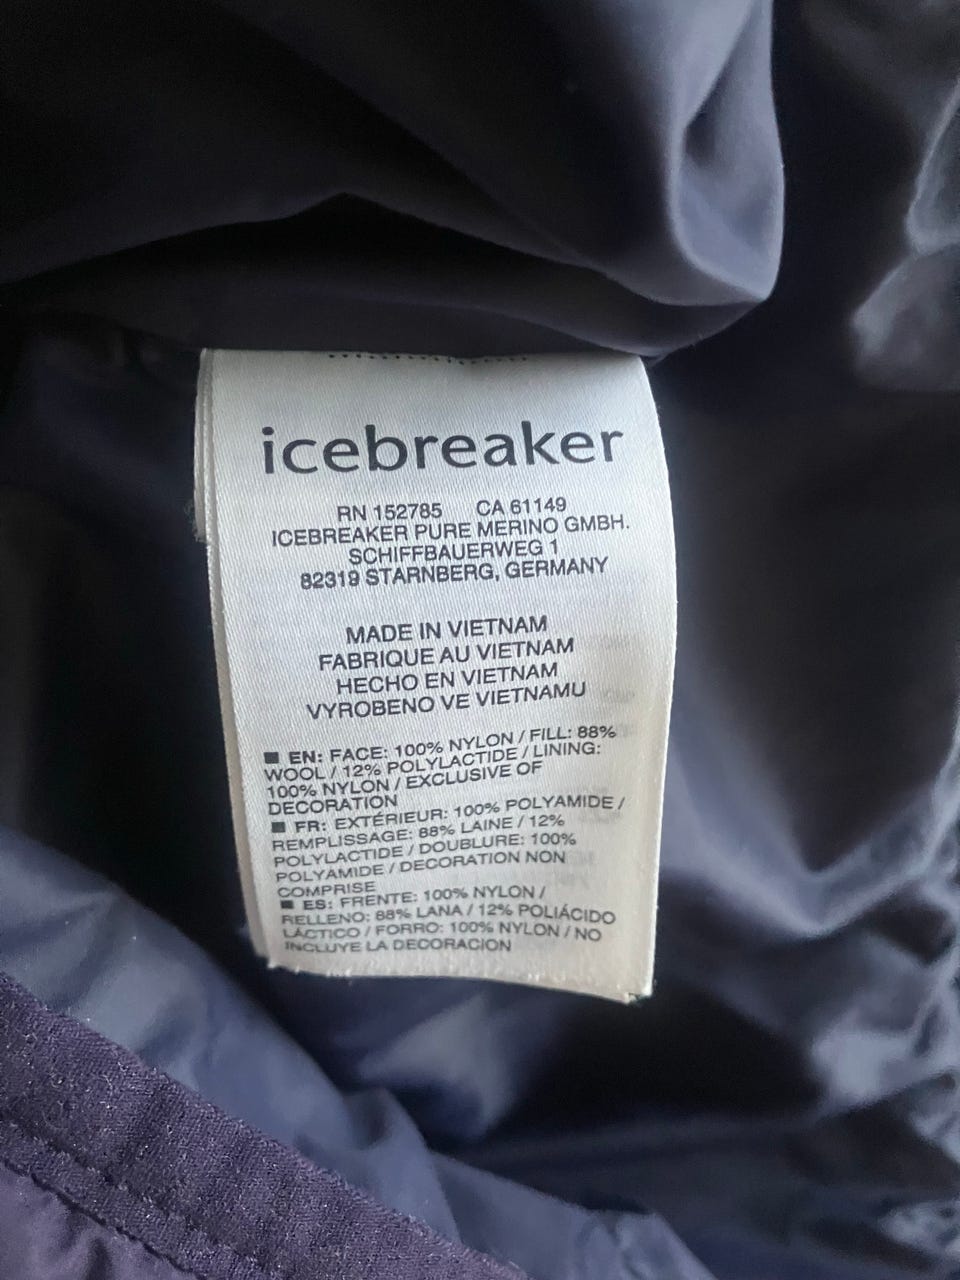 icebreaker
RN 152785 CA 61149
ICEBREAKER PURE MERINO GMBH.
SCHIFFBAUERWEG 1
82319 STARNBERG, GERMANY
MADE IN VIETNAM
FABRIQUE AU VIETNAM
HECHO EN VIETNAM
VYROBENO VE VIETNAMU
EN: FACE: 100% NYLON / FILL: 88%
WOOL / 12% POLYLACTIDE / LINING:
100% NYLON / EXCLUSIVE OF
DECORATION
FR: EXTÉRIEUR: 100% POLYAMIDE /
REMPLISSAGE: 88% LAINE / 12%
POLYLACTIDE / DOUBLURE: 100%
POLYAMIDE / DECORATION NON
COMPRISE
ES: FRENTE: 100% NYLON /
RELLENO: 88% LANA / 12% POLIÁCIDO
LÁCTICO / FORRO: 100% NYLON / NO
INCLUYE LA DECORACION